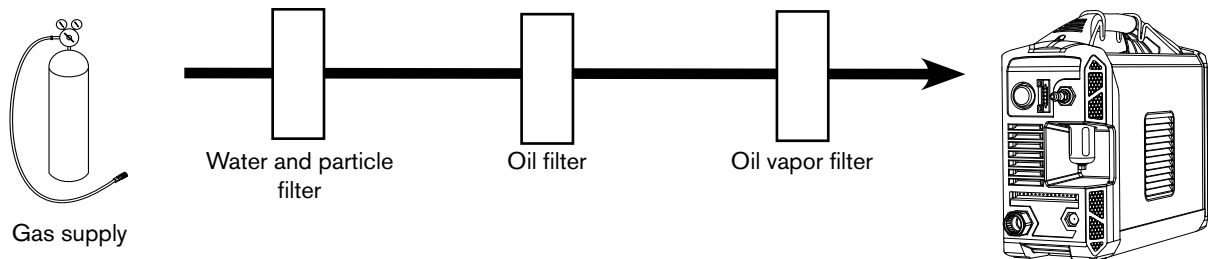 Water and particle
filter
Oil filter
Oil vapor filter
Gas supply